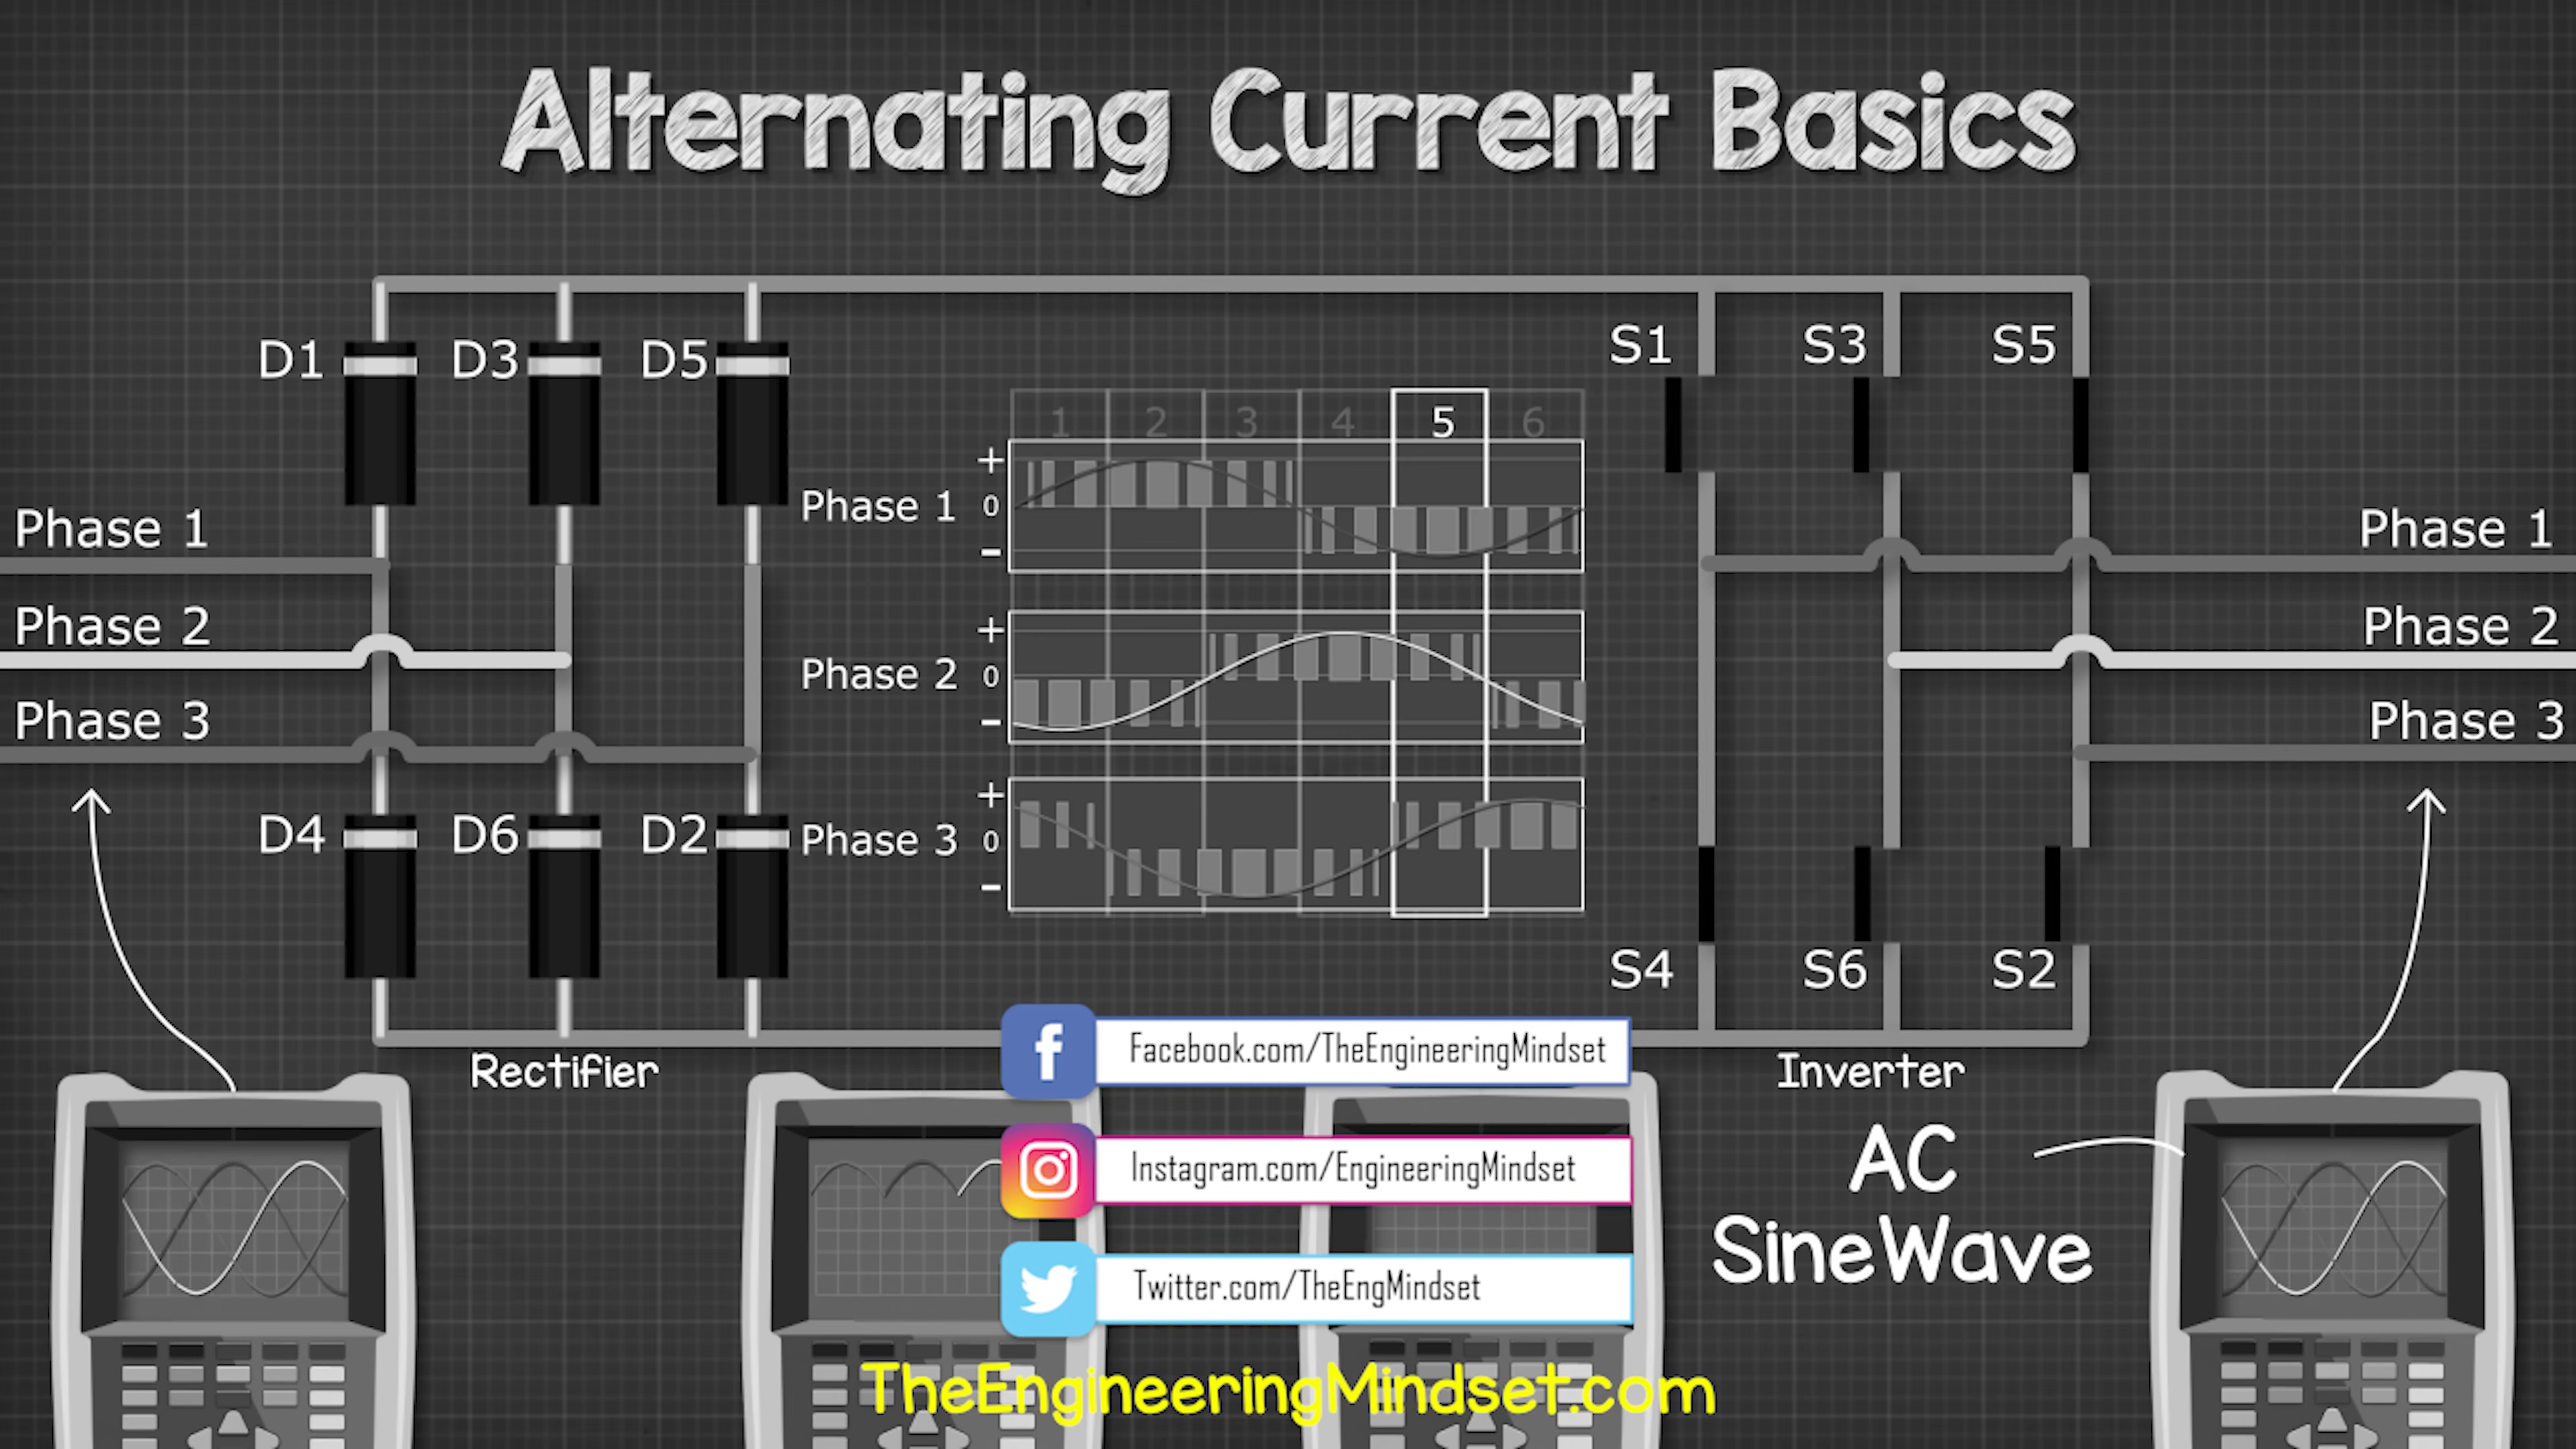 Alternating Current Basics
D1
D3
D5
S1
S3
S5
1 2 3 4 5 6
+
Phase 1 0
-
+
Phase 2 0
-
+
Phase 3 0
-
Phase 1
Phase 2
Phase 3
Phase 1
Phase 2
Phase 3
D4
D6
D2
S4
S6
S2
Rectifier
Inverter
f
Facebook.com/TheEngineeringMindset
Instagram.com/EngineeringMindset
Twitter.com/TheEngMindset
AC
SineWave
TheEngineeringMindset.com